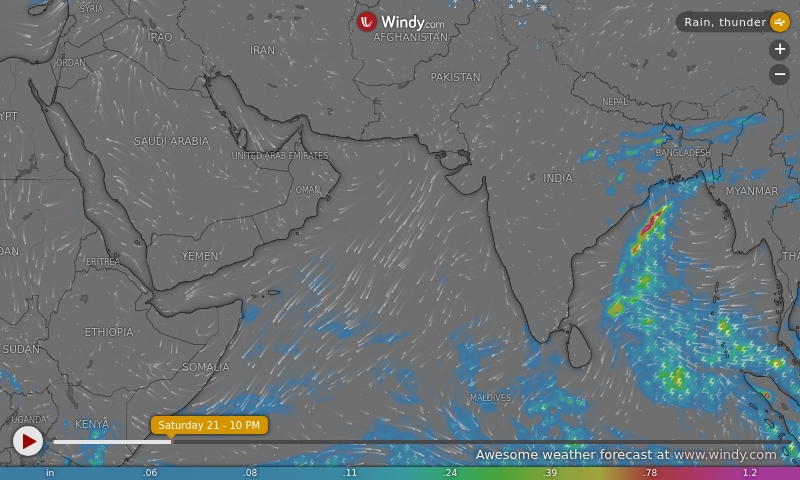 SYRIA
Windy.com
Rain, thunder
IRAQ
IRAN
AFGHANISTAN
JORDAN
PAKISTAN
NEPAL
YPT
SAUDI ARABIA
UNITED ARAB EMIRATES
BANGLADESH
OMAN
INDIA
MYANMAR
DAN
ERITREA
YEMEN
THA
ETHIOPIA
SUDAN
SOMALIA
MALDIVES
UGANDA
KENYA
Saturday 21 - 10 PM
Awesome weather forecast at www.windy.com
in .06 .08 .11 .24 .39 .78 1.2